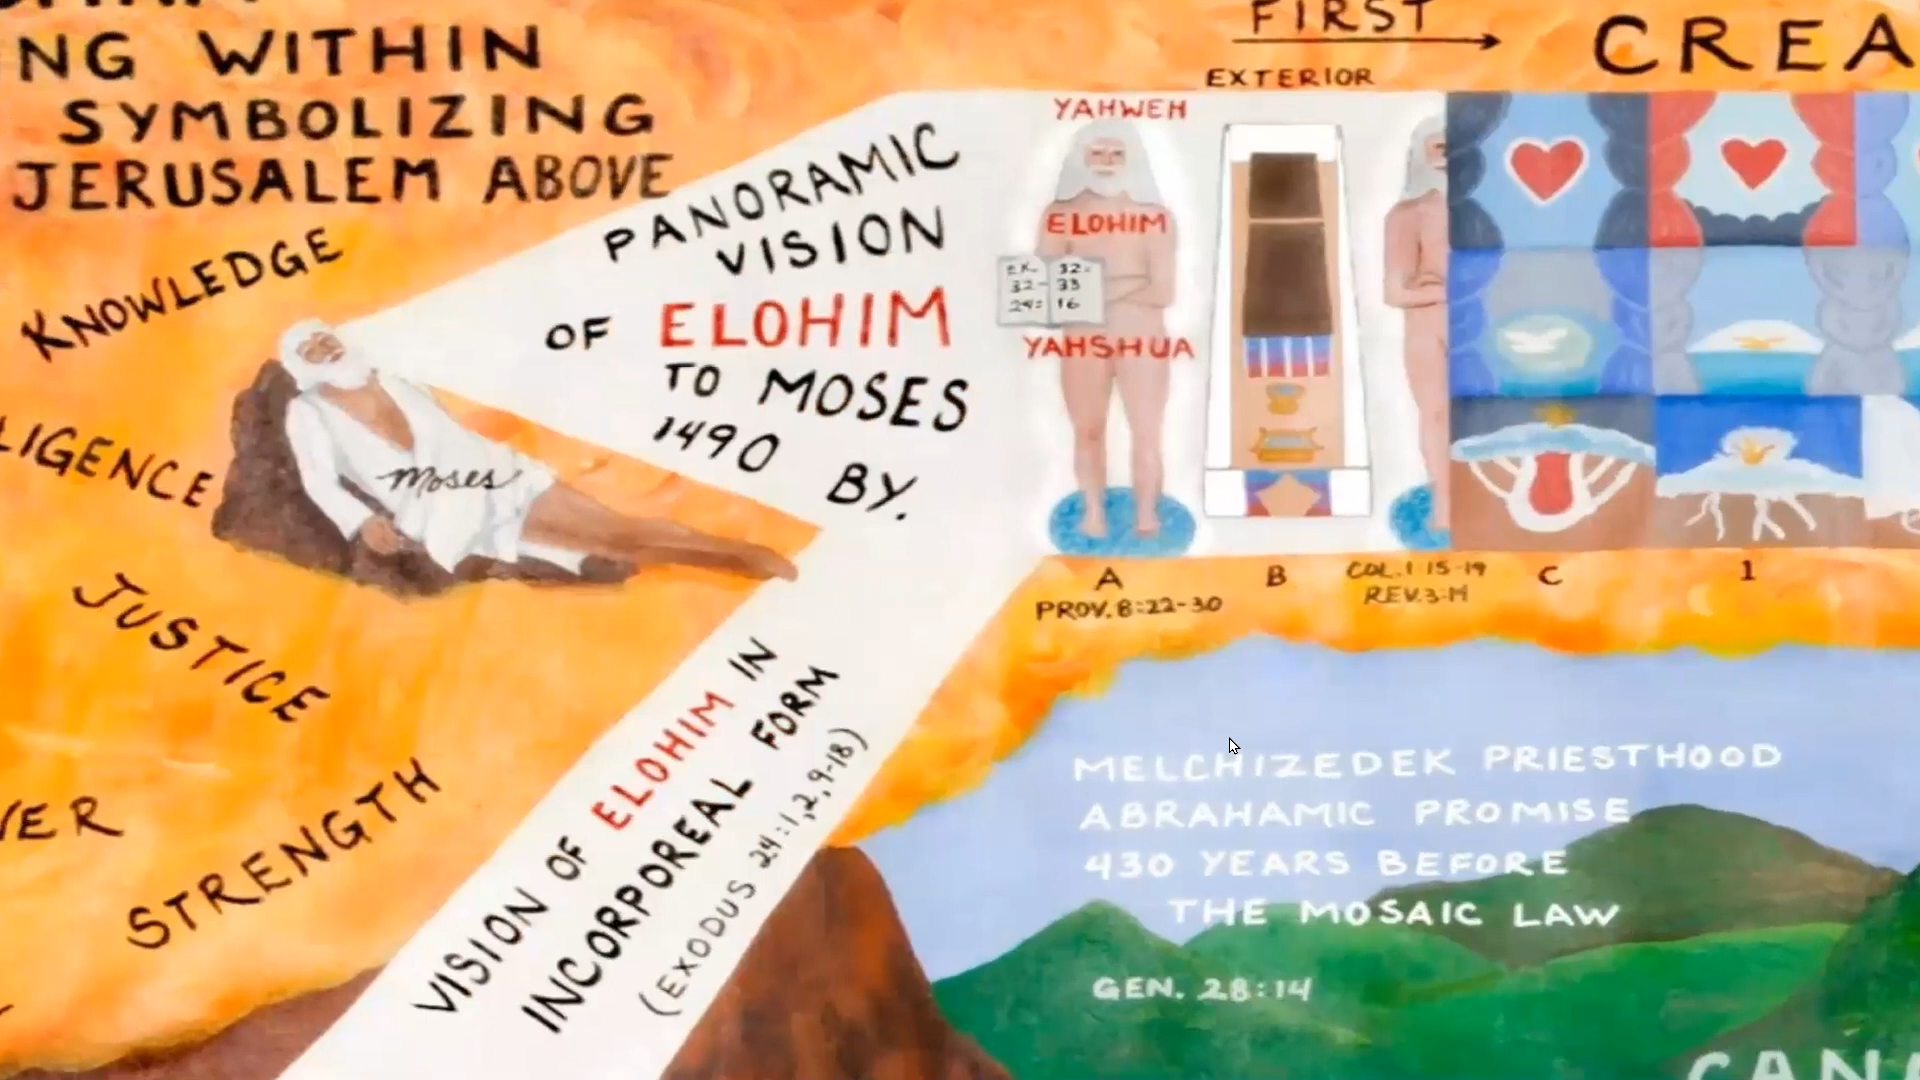 NG WITHIN
SYMBOLIZING
JERUSALEM ABOVE
KNOWLEDGE
LIGENCE
JUSTICE
VER
STRENGTH
Moses
PANORAMIC
VISION
OF ELOHIM
TO MOSES
1490 BY.
VISION OF ELOHIM IN
INCORPOREAL FORM
(EXODUS 24:1,2,9-18)
FIRST
EXTERIOR
CREA
YAHWEH
ELOHIM
EX. 32:
32- 33
24: 16
YAHSHUA
A
PROV. 8:22-30
B
COL. 1:15-19
REV. 3:14
C
1
MELCHIZEDEK PRIESTHOOD
ABRAHAMIC PROMISE
430 YEARS BEFORE
THE MOSAIC LAW
GEN. 28:14
CANA